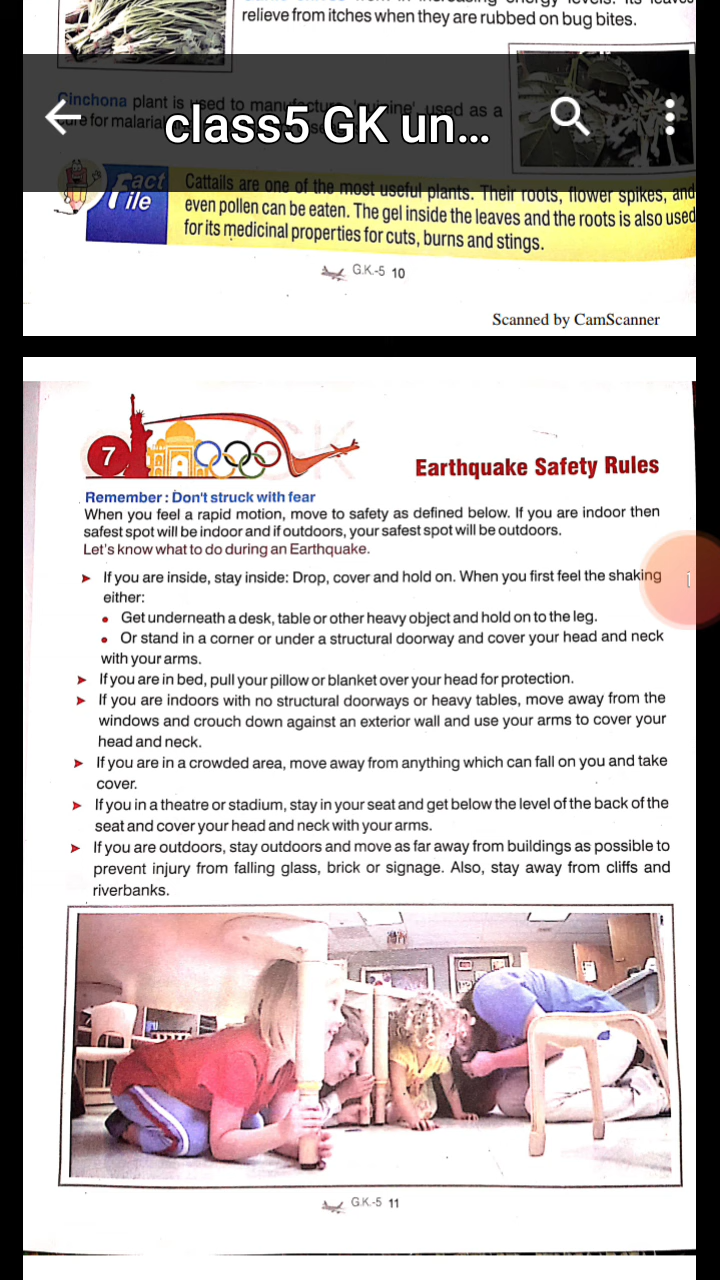 relieve from itches when they are rubbed on bug bites.
Cinchona plant is used to manufacture used as a
cure for malarial
class5 GK un...
Fact
File
Cattails are one of the most useful plants. Their roots, flower spikes, and
even pollen can be eaten. The gel inside the leaves and the roots is also used
for its medicinal properties for cuts, burns and stings.
G.K.-5 10
Scanned by CamScanner
7
Earthquake Safety Rules
Remember : Don't struck with fear
When you feel a rapid motion, move to safety as defined below. If you are indoor then
safest spot will be indoor and if outdoors, your safest spot will be outdoors.
Let's know what to do during an Earthquake.
➤ If you are inside, stay inside: Drop, cover and hold on. When you first feel the shaking
either:
• Get underneath a desk, table or other heavy object and hold on to the leg.
• Or stand in a corner or under a structural doorway and cover your head and neck
with your arms.
➤ If you are in bed, pull your pillow or blanket over your head for protection.
➤ If you are indoors with no structural doorways or heavy tables, move away from the
windows and crouch down against an exterior wall and use your arms to cover your
head and neck.
➤ If you are in a crowded area, move away from anything which can fall on you and take
cover.
➤ If you in a theatre or stadium, stay in your seat and get below the level of the back of the
seat and cover your head and neck with your arms.
➤ If you are outdoors, stay outdoors and move as far away from buildings as possible to
prevent injury from falling glass, brick or signage. Also, stay away from cliffs and
riverbanks.
G.K.-5 11